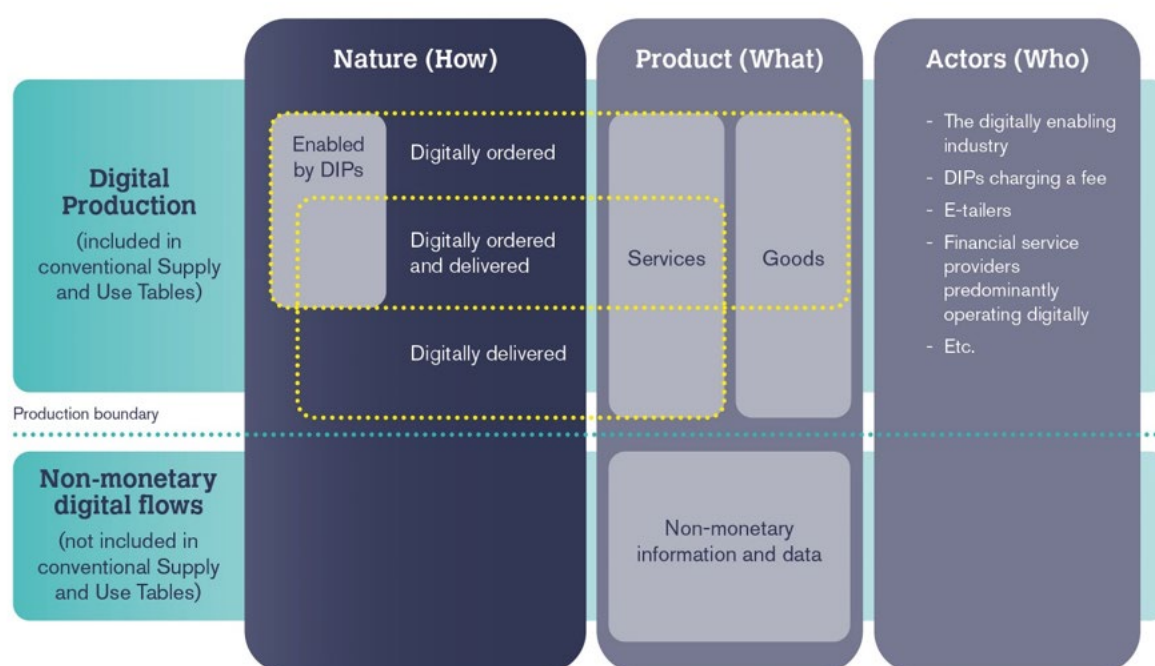 Nature (How)
Product (What)
Actors (Who)
Digital
Production
(included in
conventional Supply
and Use Tables)
Enabled
by DIPs
Digitally ordered
Digitally ordered
and delivered
Digitally delivered
Services
Goods
- The digitally enabling
industry
- DIPs charging a fee
- E-tailers
- Financial service
providers
predominantly
operating digitally
- Etc.
Production boundary
Non-monetary
digital flows
(not included in
conventional Supply
and Use Tables)
Non-monetary
information and data